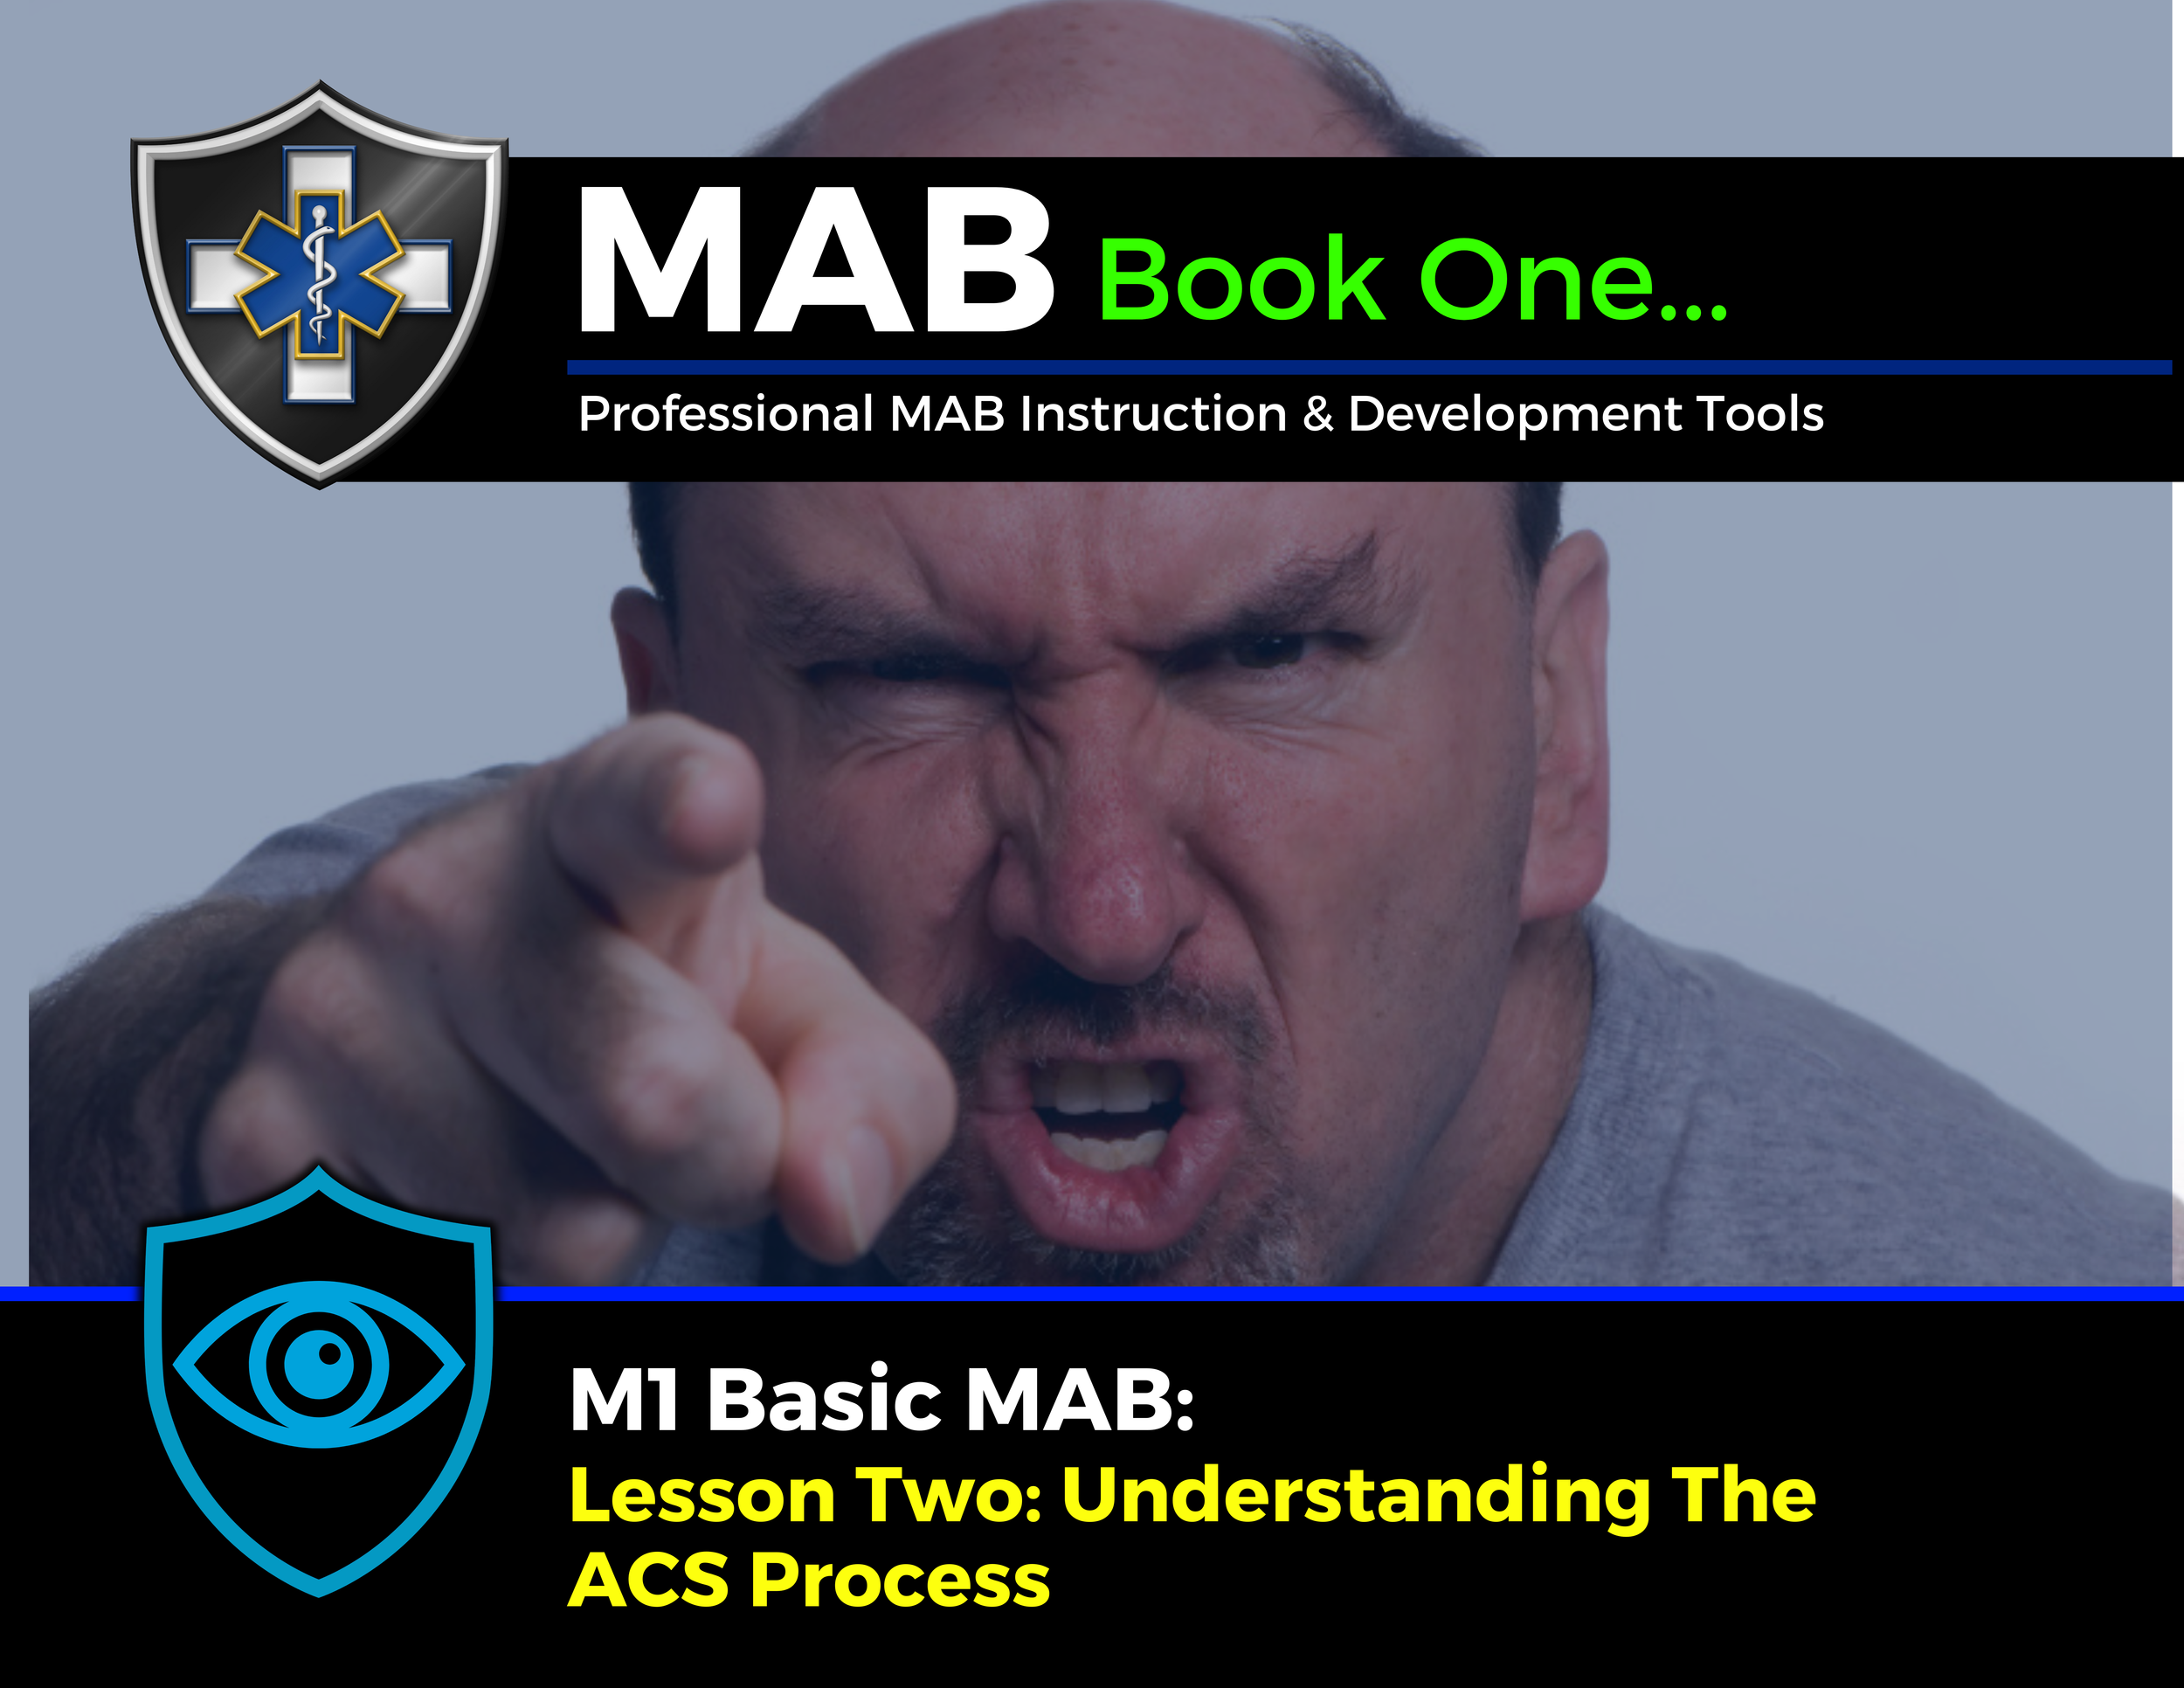 MAB Book One...
Professional MAB Instruction & Development Tools
M1 Basic MAB:
Lesson Two: Understanding The
ACS Process